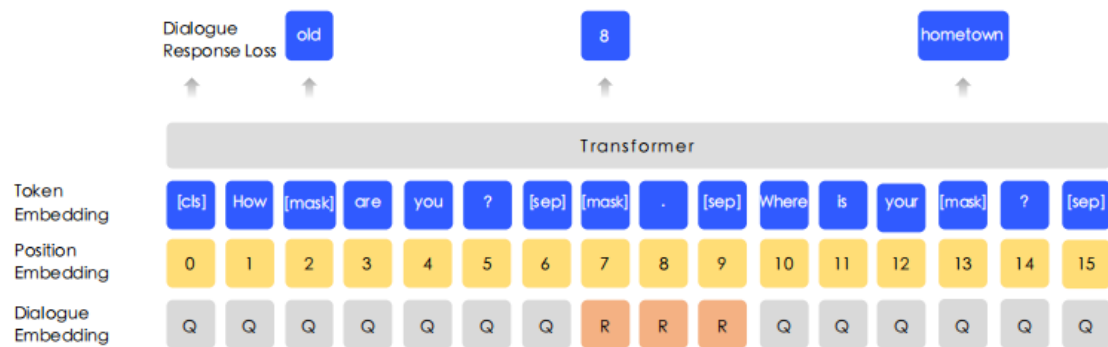 Dialogue
Response Loss
old 8 hometown
Transformer
Token
Embedding
[cls] How [mask] are you ? [sep] [mask] . [sep] Where is your [mask] ? [sep]
Position
Embedding
0 1 2 3 4 5 6 7 8 9 10 11 12 13 14 15
Dialogue
Embedding
Q Q Q Q Q Q Q R R R Q Q Q Q Q Q